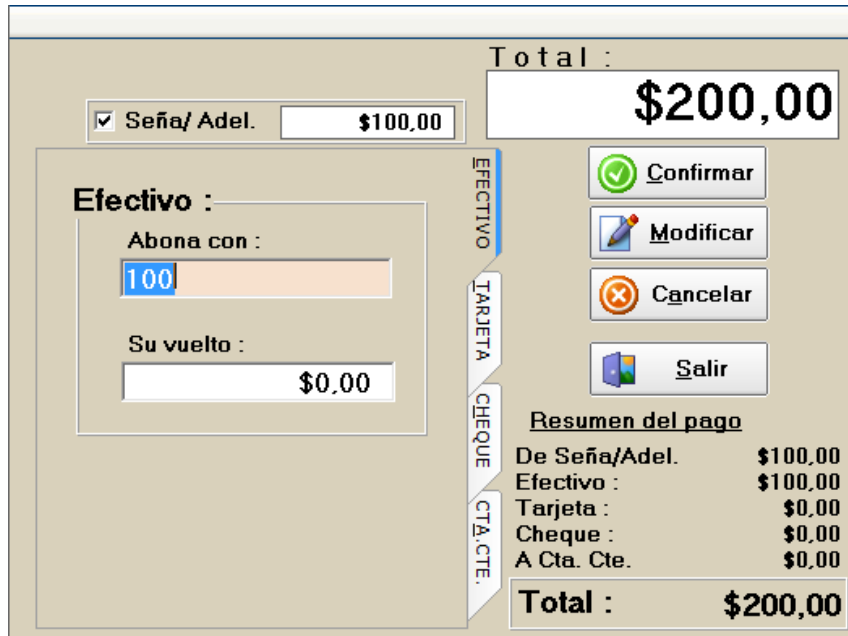 Total :
$200,00
Seña/ Adel. $100,00
Efectivo :
Abona con :
100
Su vuelto :
$0,00
EFECTIVO
TARJETA
CHEQUE
CTA.CTE.
Confirmar
Modificar
Cancelar
Salir
Resumen del pago
De Seña/Adel. $100,00
Efectivo : $100,00
Tarjeta : $0,00
Cheque : $0,00
A Cta. Cte. $0,00
Total : $200,00